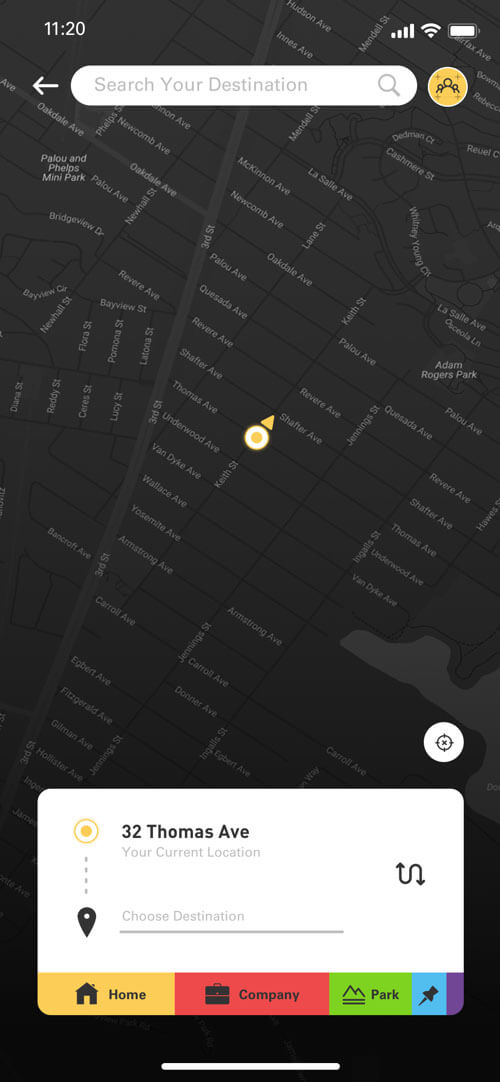 11:20
Search Your Destination
Hudson Ave
Mendell St
Innes Ave
Fairfax Ave
Oakdale Ave
Phelps St
Newcomb Ave
Mendell St
Dedman Ct
Cashmere St
Reuel Ct
Palou and
Phelps
Mini Park
Oakdale Ave
McKinnon Ave
La Salle Ave
Palou Ave
Newhall St
Newcomb Ave
Bridgeview Dr
3rd St
Lane St
Whitney Young Cir
Palou Ave
Oakdale Ave
Revere Ave
Quesada Ave
Bayview Cir
Newhall St
Bayview St
Keith St
La Salle Ave
Osceola Ln
Revere Ave
Flora St
Pomona St
Latona St
Palou Ave
Shafter Ave
Adam
Rogers Park
Diana St
Reddy St
Ceres St
Lucy St
Thomas Ave
Revere Ave
3rd St
Underwood Ave
Shafter Ave
Jennings St
Quesada Ave
Palou Ave
Van Dyke Ave
Keith St
Wallace Ave
Revere Ave
Shafter Ave
Hawes St
Yosemite Ave
Ingalls St
Thomas Ave
Bancroft Ave
Armstrong Ave
Underwood Ave
3rd St
Van Dyke Ave
Carroll Ave
Armstrong Ave
Jennings St
Carroll Ave
Egbert Ave
Donner Ave
Fitzgerald Ave
Gilman Ave
Jennings St
Ingalls St
Egbert Ave
Carroll Ave
3rd St
Hollister Ave
32 Thomas Ave
Your Current Location
Choose Destination
Home
Company
Park